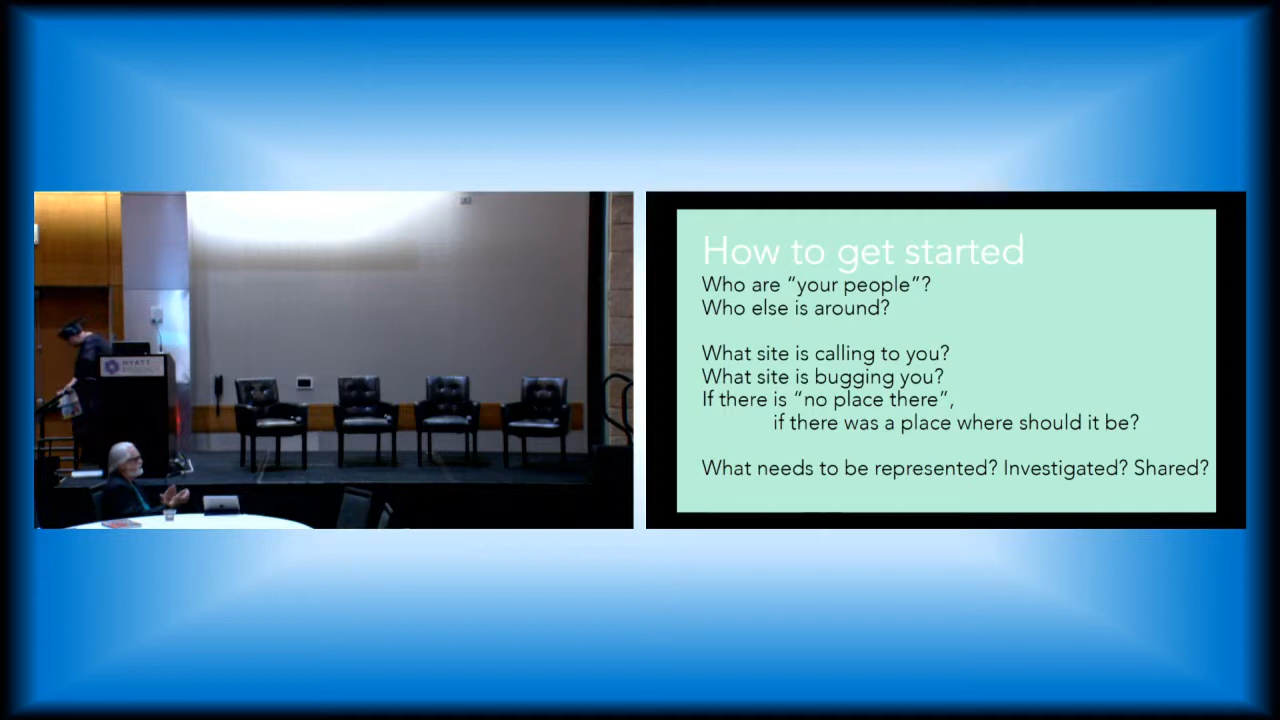 HYATT
How to get started
Who are “your people”?
Who else is around?
What site is calling to you?
What site is bugging you?
If there is “no place there”,
if there was a place where should it be?
What needs to be represented? Investigated? Shared?